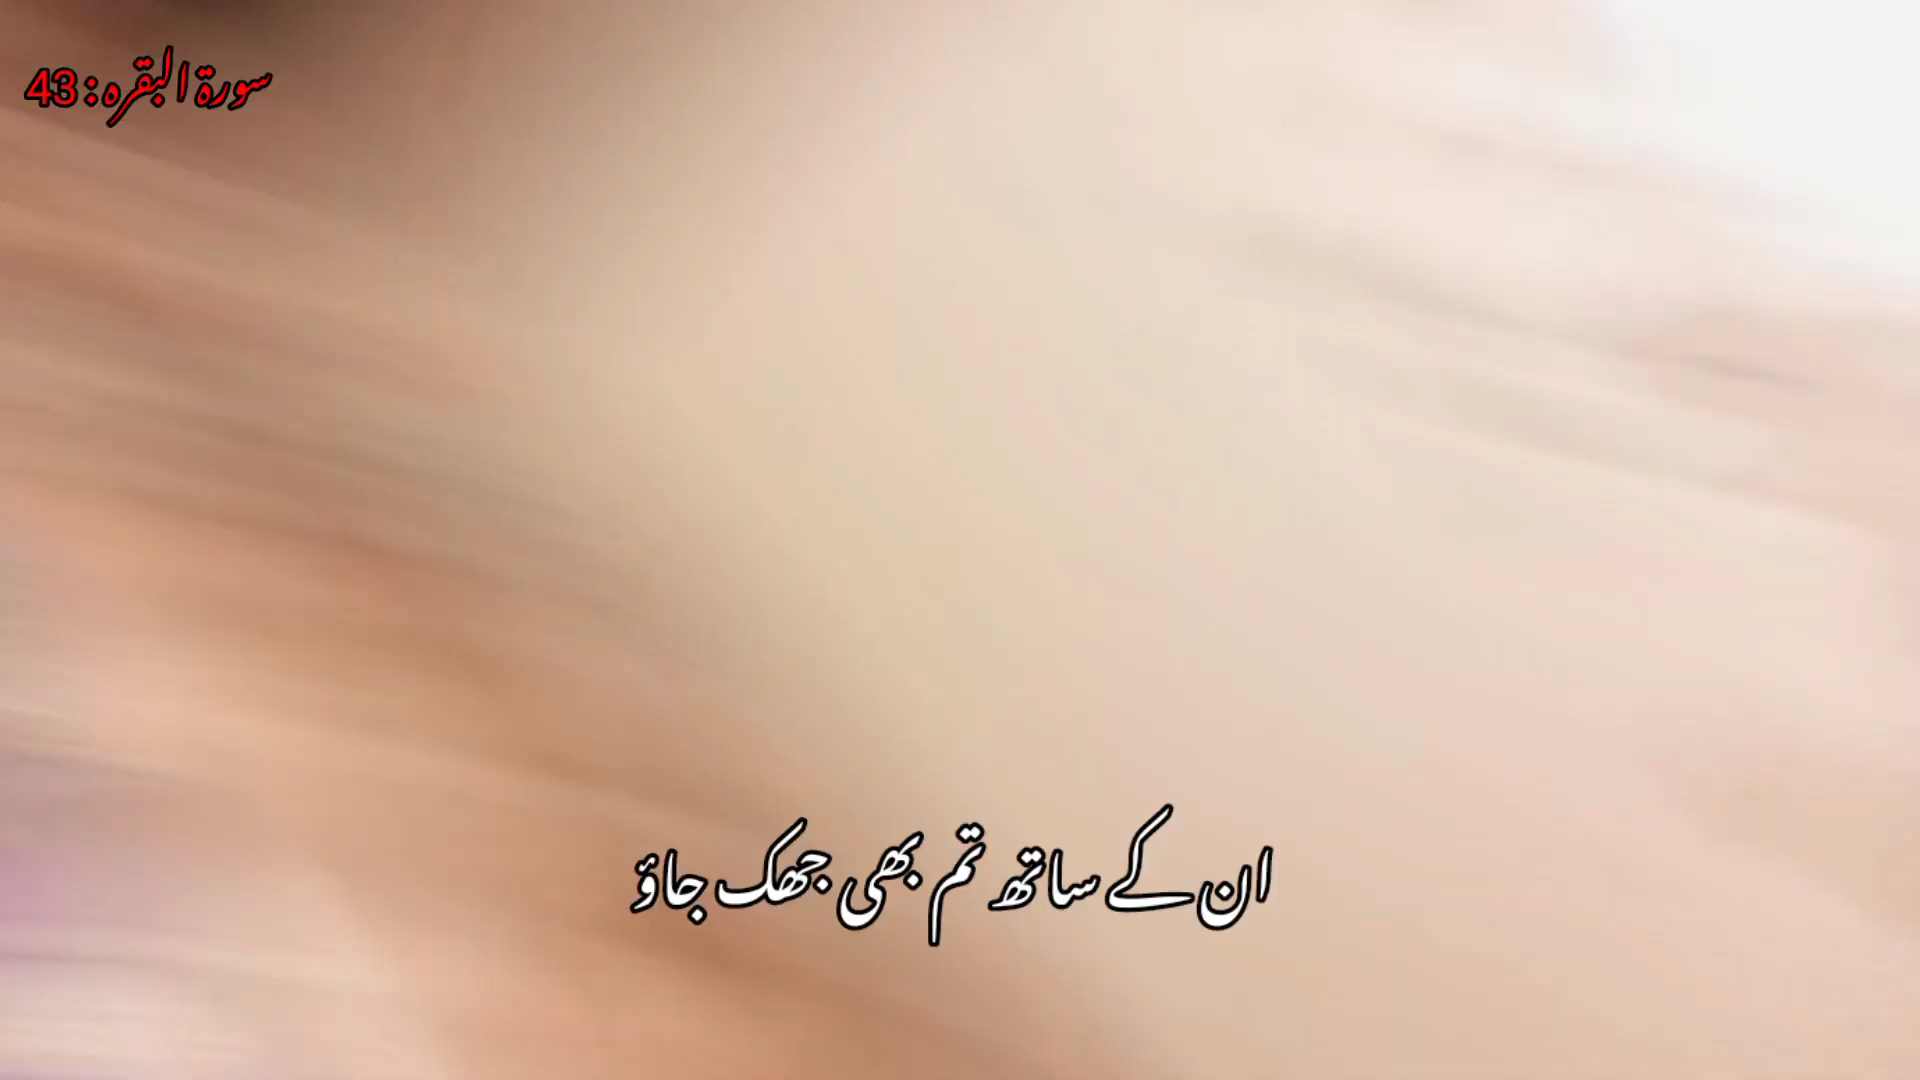 سورۃ البقرہ: 43
ان کے ساتھ تم بھی جھک جاؤ